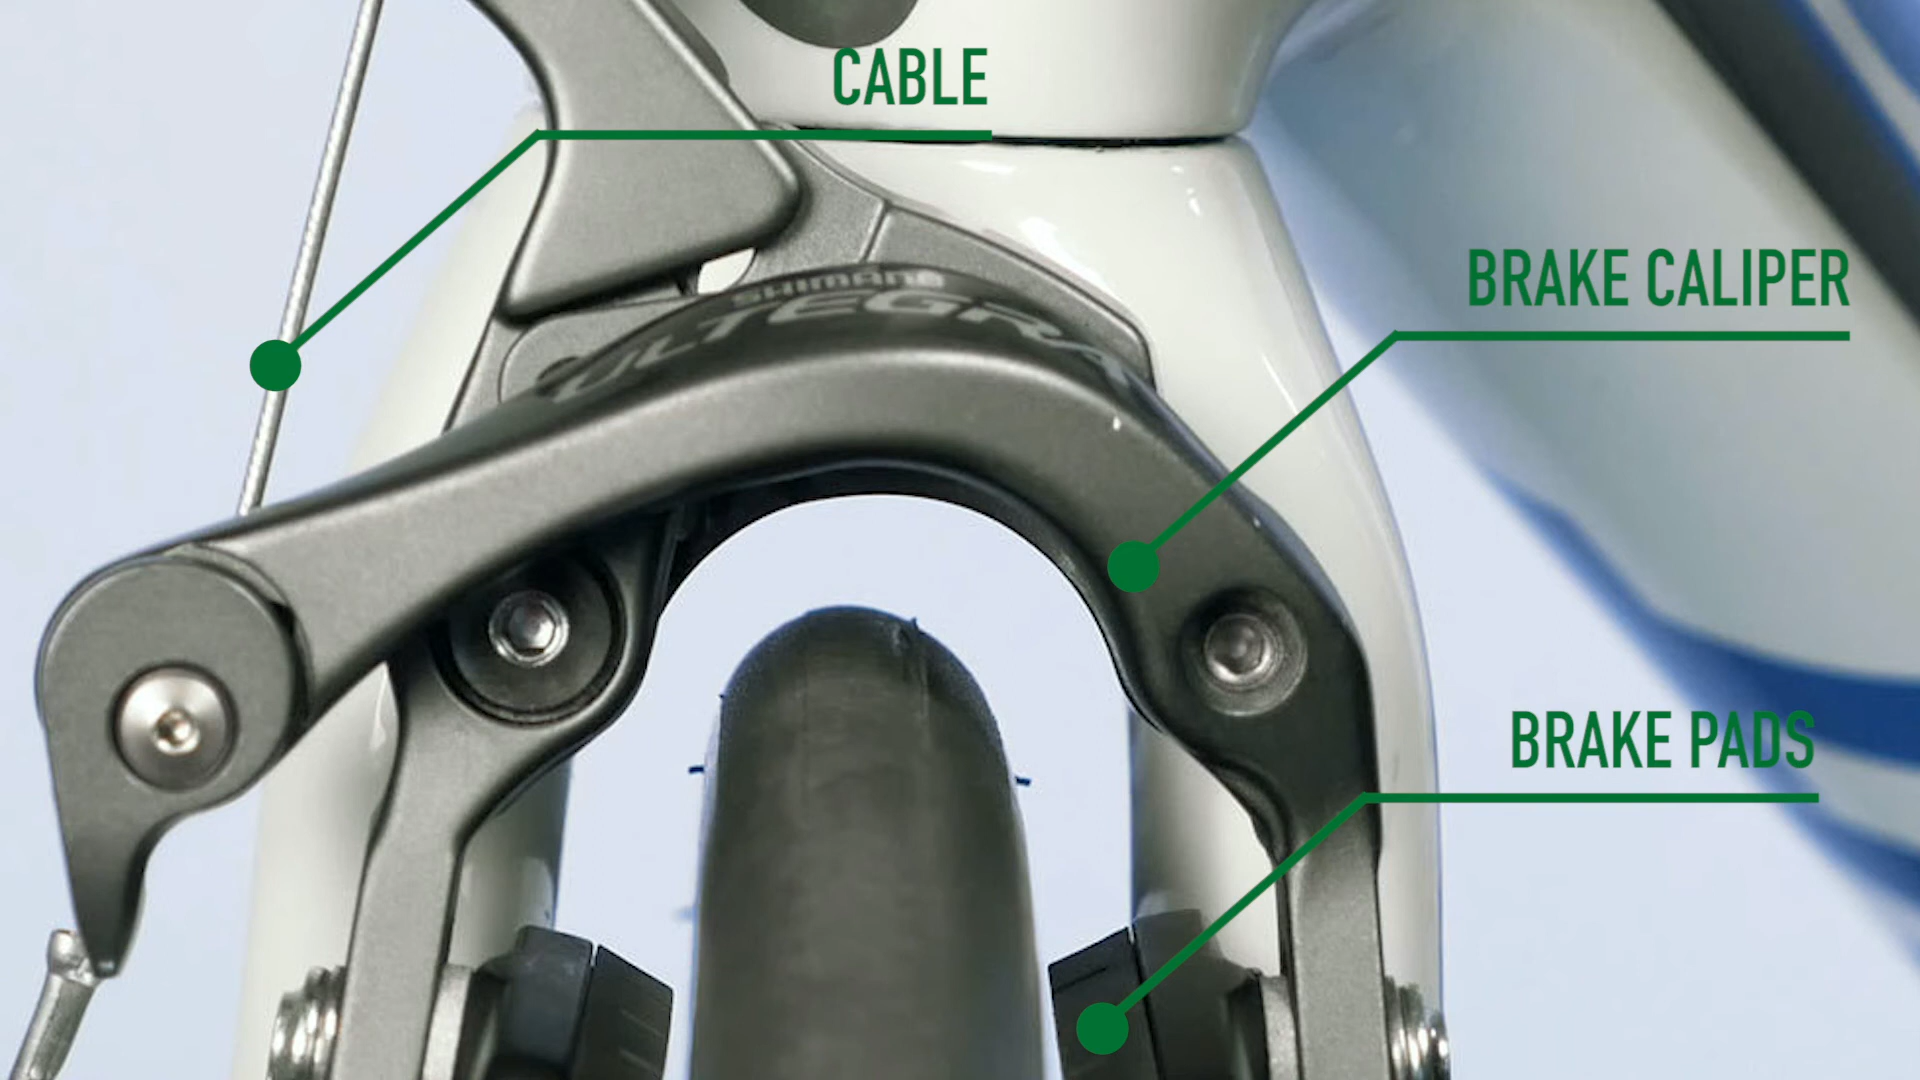 CABLE
BRAKE CALIPER
SHIMANO
ULTEGRA
BRAKE PADS